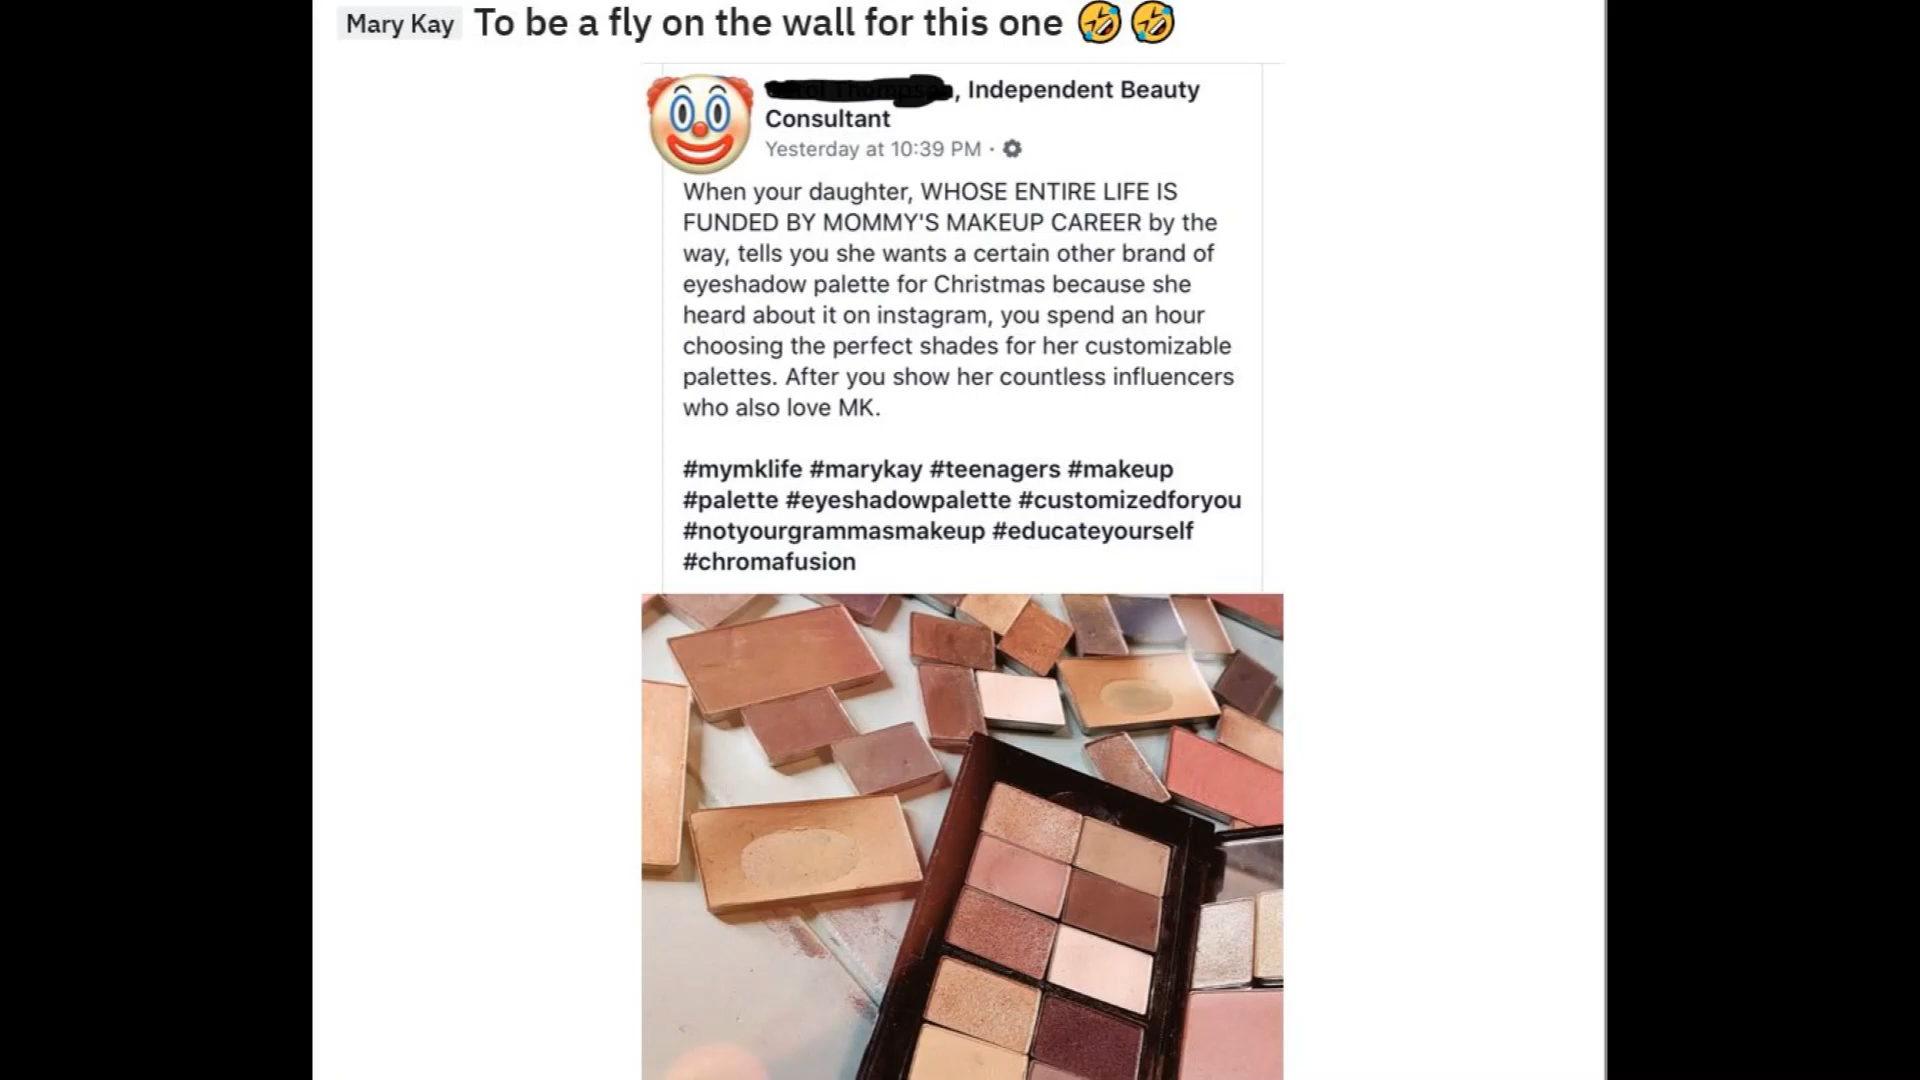 Mary Kay To be a fly on the wall for this one 🤣🤣
, Independent Beauty
Consultant
Yesterday at 10:39 PM ·
When your daughter, WHOSE ENTIRE LIFE IS
FUNDED BY MOMMY'S MAKEUP CAREER by the
way, tells you she wants a certain other brand of
eyeshadow palette for Christmas because she
heard about it on instagram, you spend an hour
choosing the perfect shades for her customizable
palettes. After you show her countless influencers
who also love MK.
#mymklife #marykay #teenagers #makeup
#palette #eyeshadowpalette #customizedforyou
#notyourgrammasmakeup #educateyourself
#chromafusion